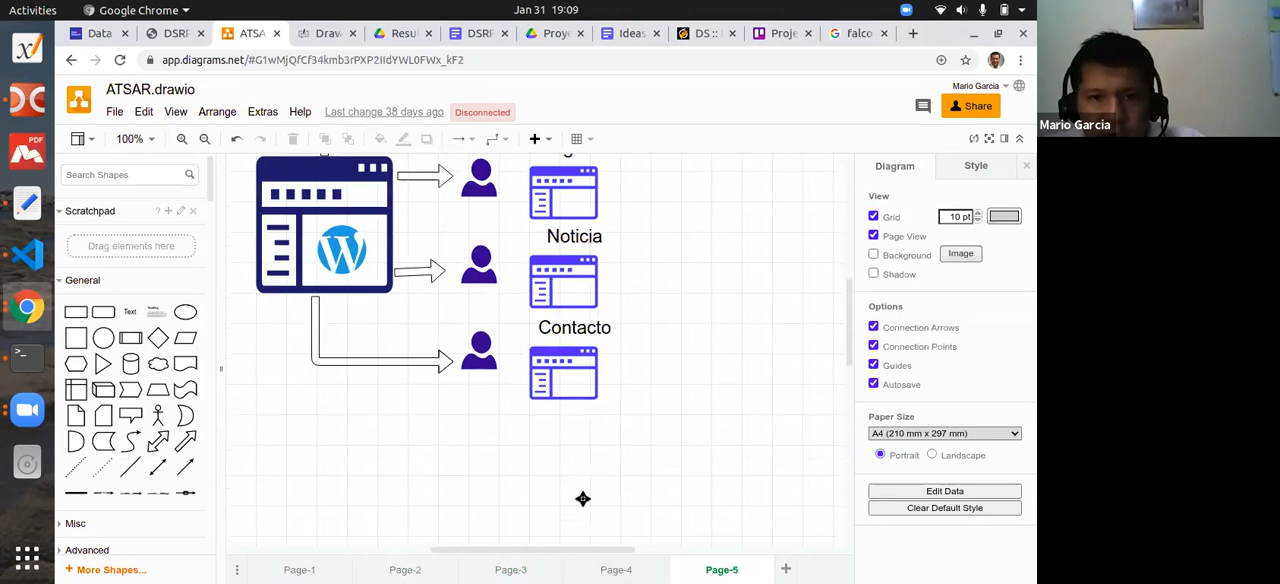 Activities
Google Chrome
Jan 31 19:09
Data
DSRF
ATSA
Draw
Resu
DSRF
Proye
Ideas
DS ::
Proje
falco
app.diagrams.net/#G1wMjQfCf34kmb3rPXP2IIdYWL0FWx_kF2
ATSAR.drawio
Mario Garcia
File Edit View Arrange Extras Help Last change 38 days ago Disconnected
Share
100%
Search Shapes
Scratchpad
Drag elements here
General
Text
Misc
Advanced
+ More Shapes...
Noticia
Contacto
Page-1 Page-2 Page-3 Page-4 Page-5
Diagram Style
View
Grid 10 pt
Page View
Background Image
Shadow
Options
Connection Arrows
Connection Points
Guides
Autosave
Paper Size
A4 (210 mm x 297 mm)
Portrait Landscape
Edit Data
Clear Default Style
Mario Garcia
PDF